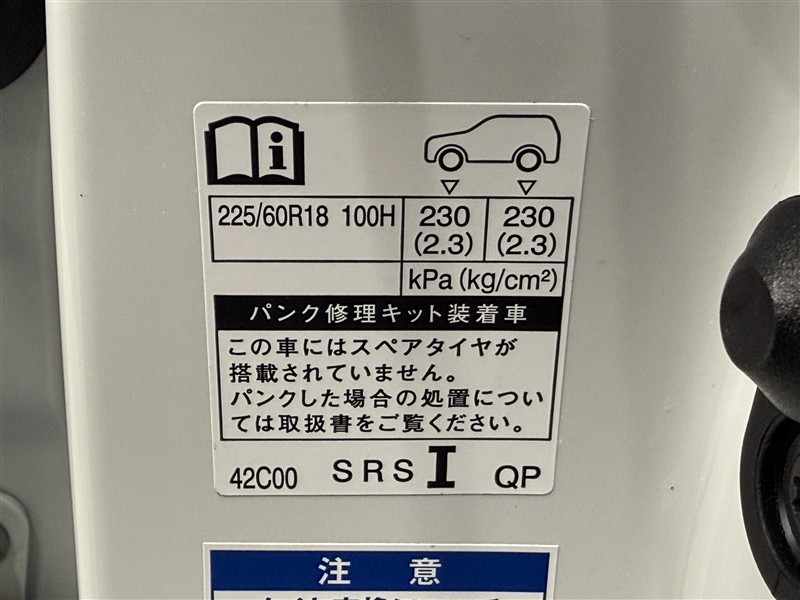 i
225/60R18 100H 230 230
(2.3) (2.3)
kPa (kg/cm²)
パンク修理キット装着車
この車にはスペアタイヤが
搭載されていません。
パンクした場合の処置につい
ては取扱書をご覧ください。
42C00 SRS I QP
注 意